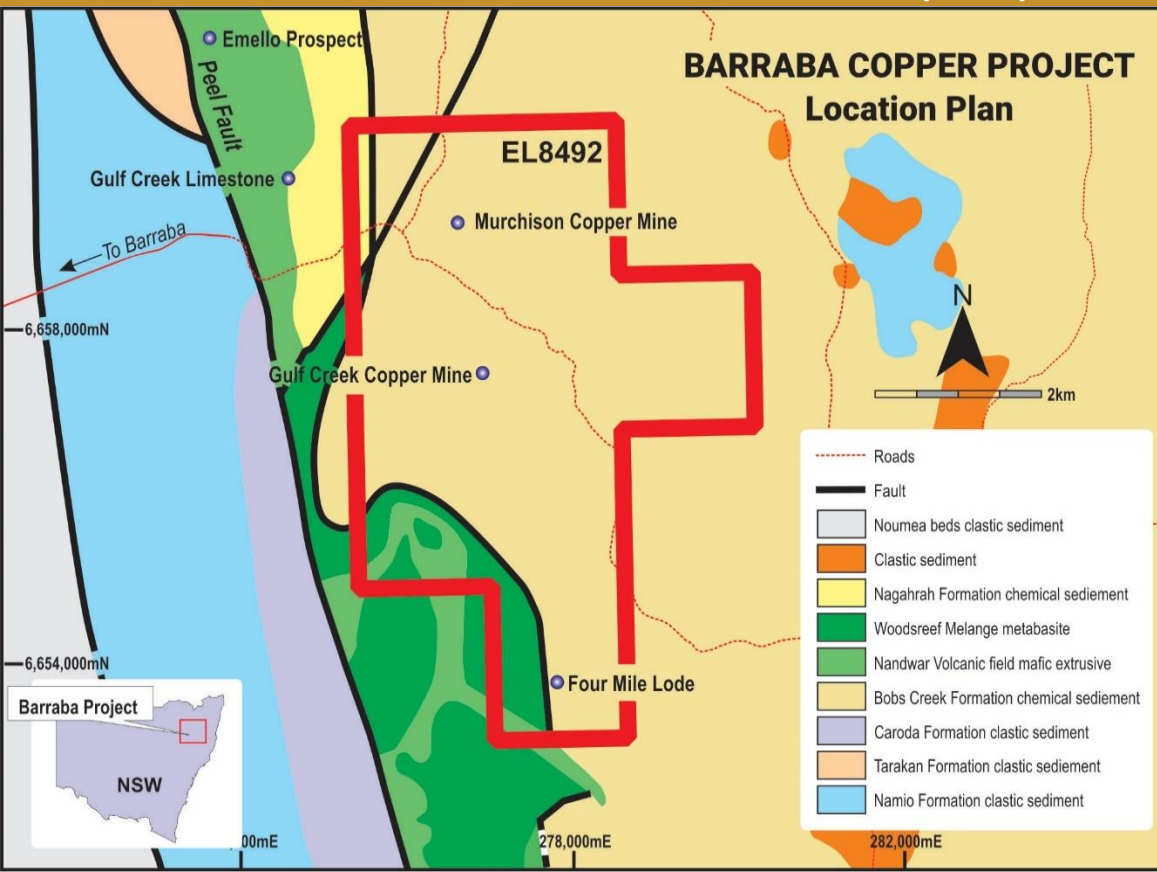 BARRABA COPPER PROJECT
Location Plan
Emello Prospect
Peel Fault
EL8492
Gulf Creek Limestone
Murchison Copper Mine
To Barraba
N
6,658,000mN
Gulf Creek Copper Mine
2km
Roads
Fault
Noumea beds clastic sediment
Clastic sediment
Nagahrah Formation chemical sediement
Woodsreef Melange metabasite
Nandwar Volcanic field mafic extrusive
Bobs Creek Formation chemical sediement
Caroda Formation clastic sediment
Tarakan Formation clastic sediement
Namio Formation clastic sediment
6,654,000mN
Four Mile Lode
Barraba Project
NSW
278,000mE
282,000mE